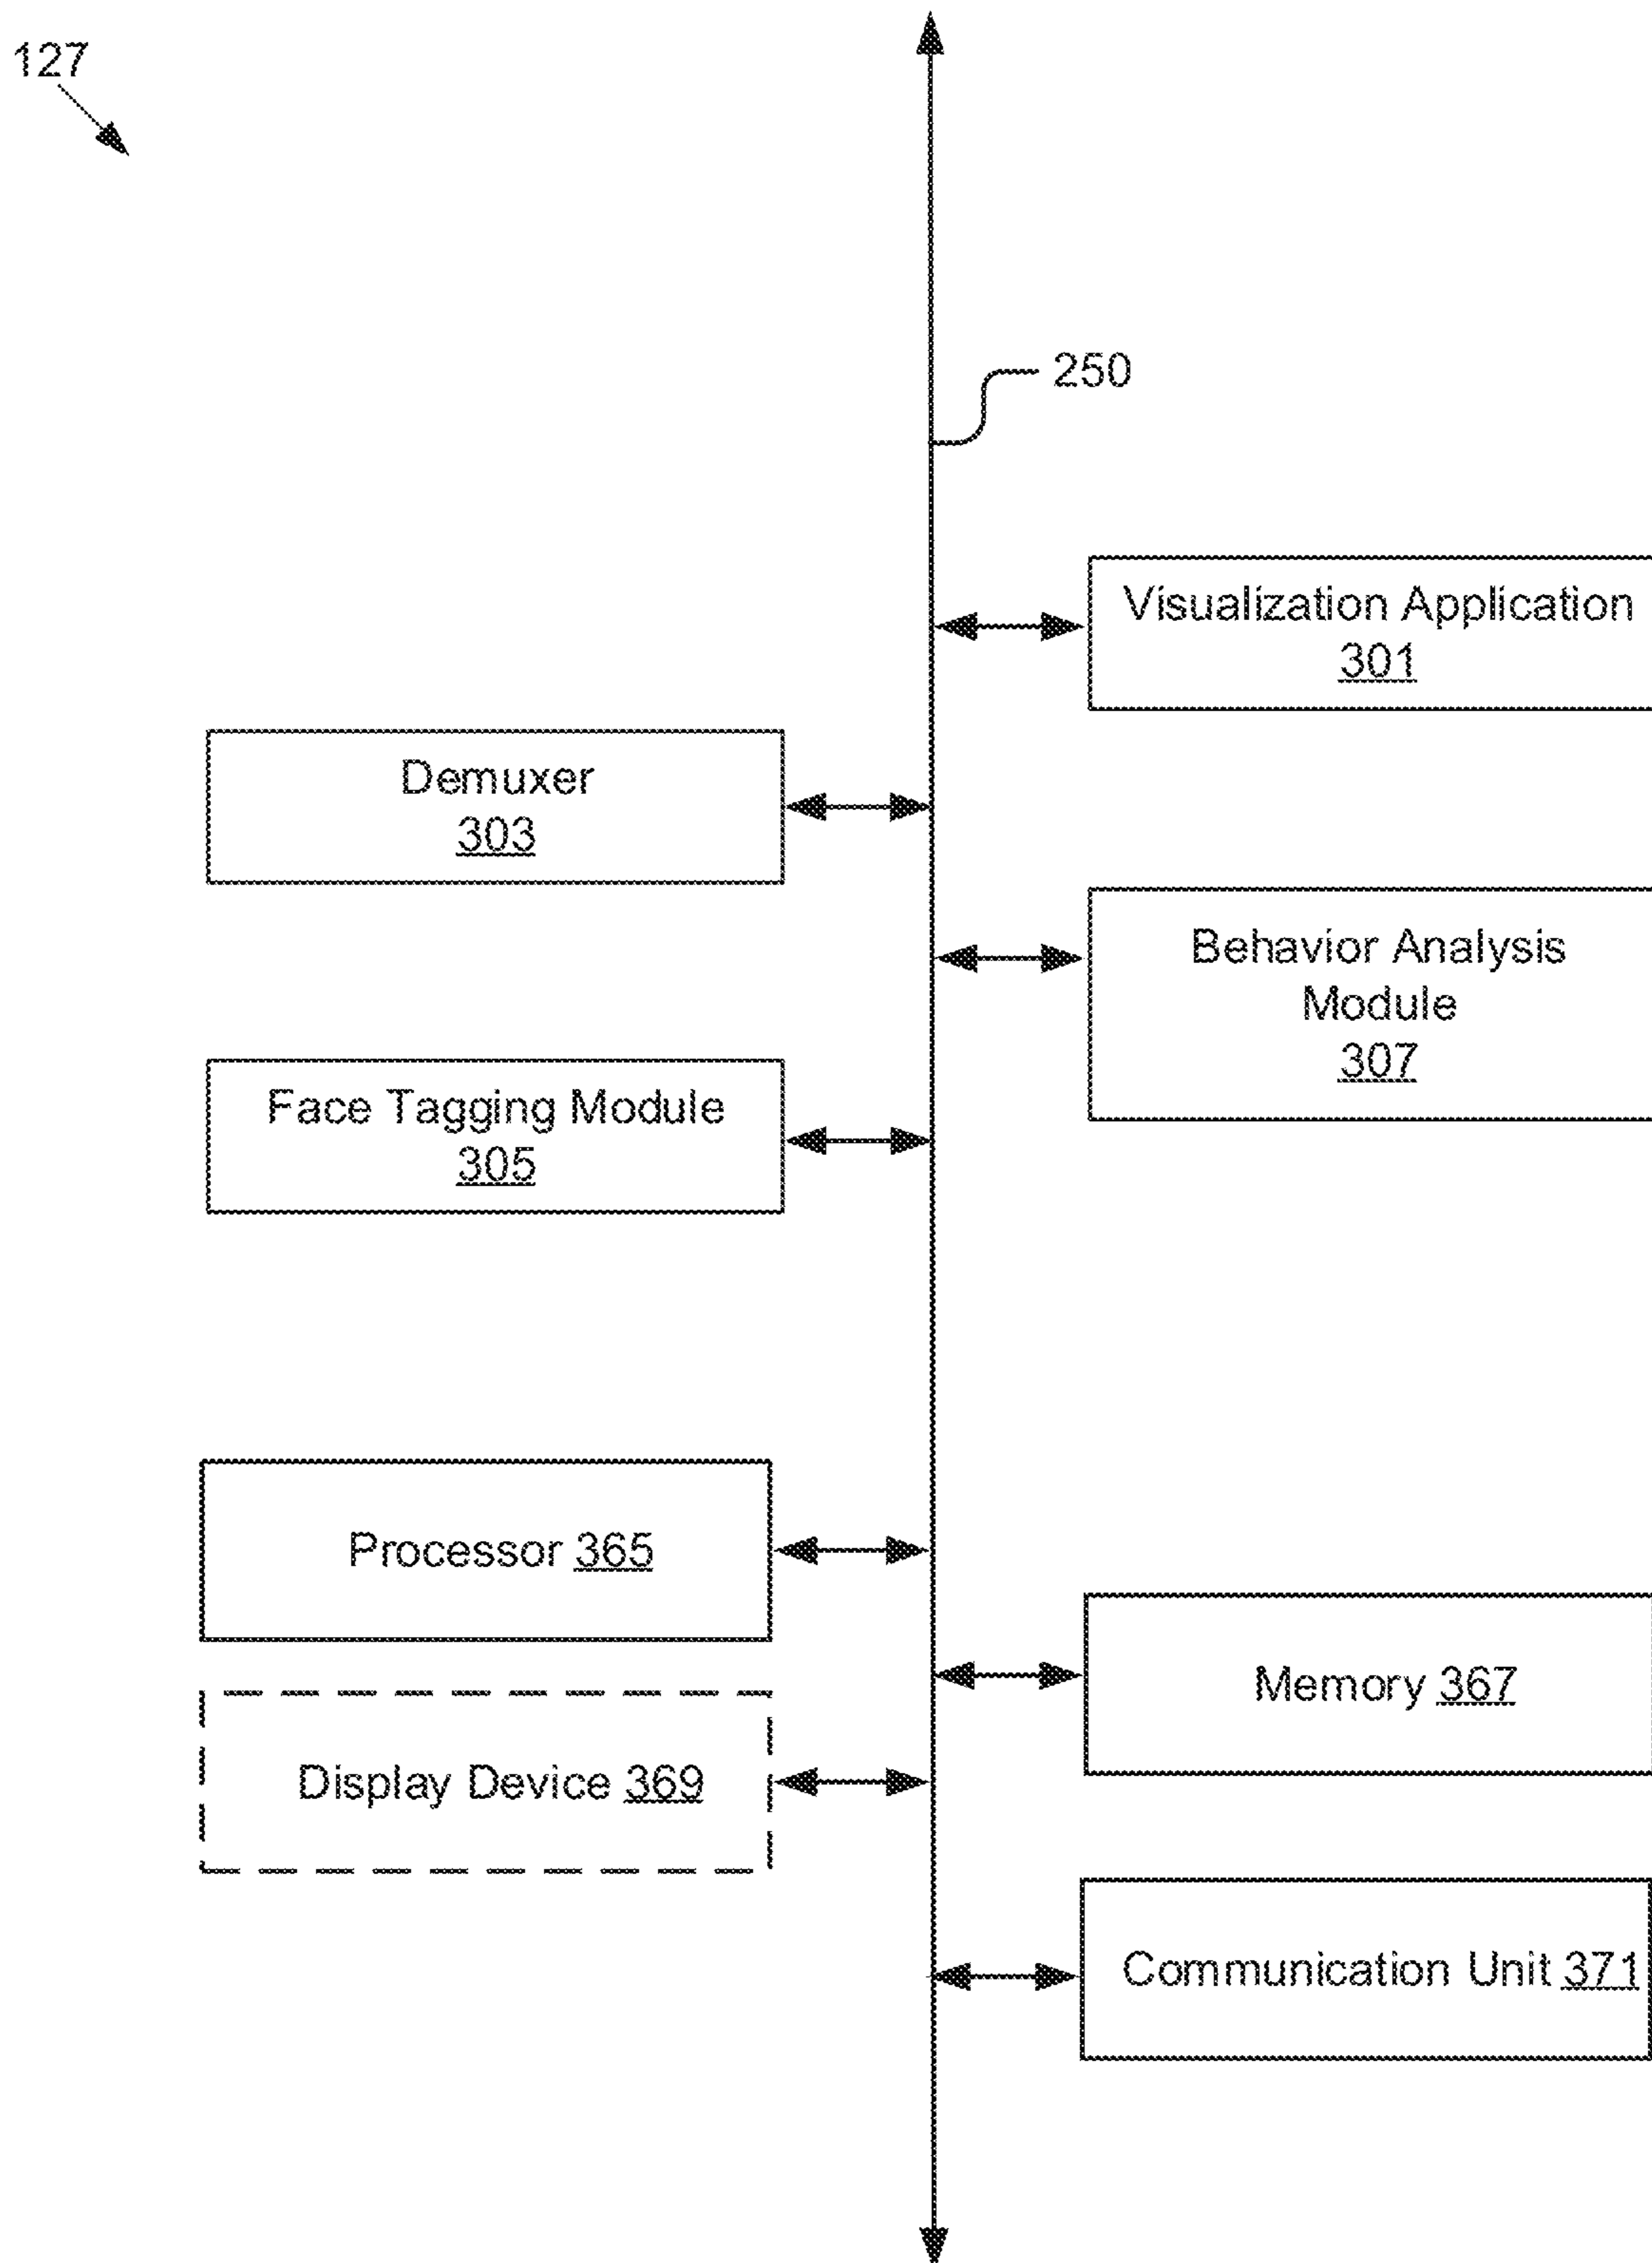 127
250
Visualization Application
301
Demuxer
303
Behavior Analysis
Module
307
Face Tagging Module
305
Processor 365
Memory 367
Display Device 369
Communication Unit 371